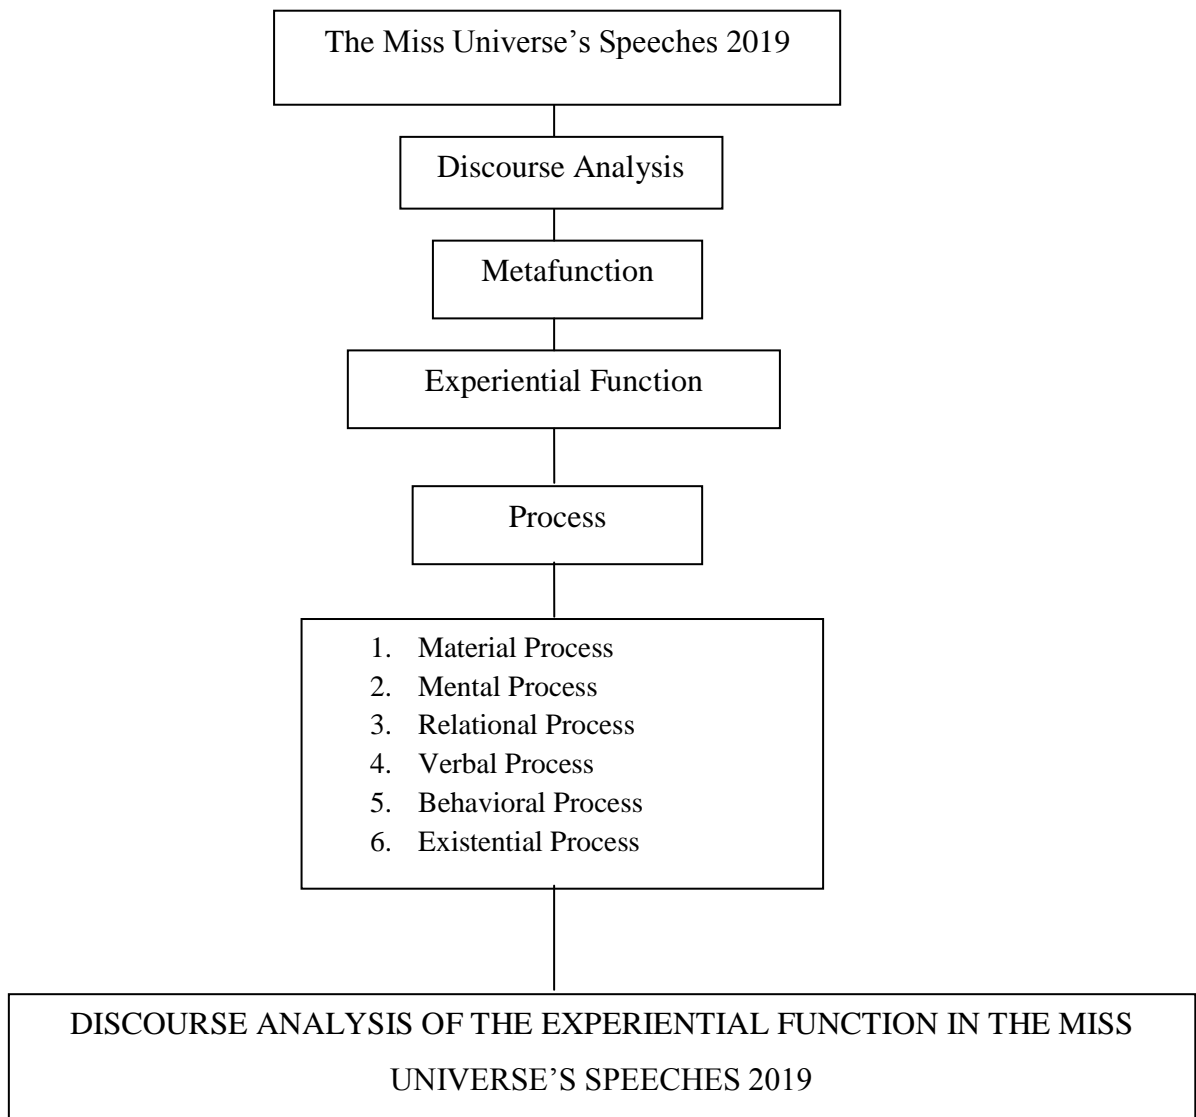 The Miss Universe’s Speeches 2019
Discourse Analysis
Metafunction
Experiential Function
Process
1. Material Process
2. Mental Process
3. Relational Process
4. Verbal Process
5. Behavioral Process
6. Existential Process
DISCOURSE ANALYSIS OF THE EXPERIENTIAL FUNCTION IN THE MISS
UNIVERSE’S SPEECHES 2019